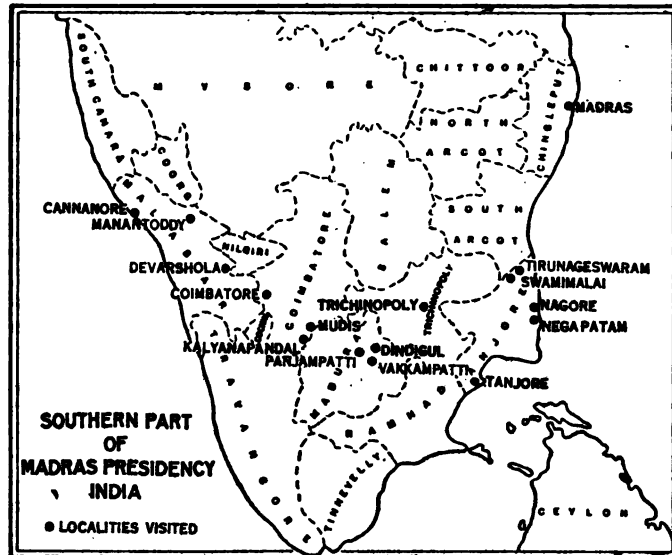 SOUTH CANARA
MYSORE
CHITTOOR
CHINGLEPUT
MADRAS
NORTH
ARCOT
COORG
MALABAR
CANNANORE
MANANTODDY
NILGIRI
SALEM
SOUTH
ARCOT
DEVARSHOLA
COIMBATORE
COIMBATORE
TRICHINOPOLY
TRICHINOPOLY
TIRUNAGESWARAM
SWAMIMALAI
NAGORE
NEGAPATAM
TANJORE
MUDIS
KALYANAPANDAL
PARJAMPATTI
DINDIGUL
VAKKAMPATTI
TANJORE
MADURA
RAMNAD
TRAVANCORE
TINNEVELLY
CEYLON
SOUTHERN PART
OF
MADRAS PRESIDENCY
INDIA
LOCALITIES VISITED